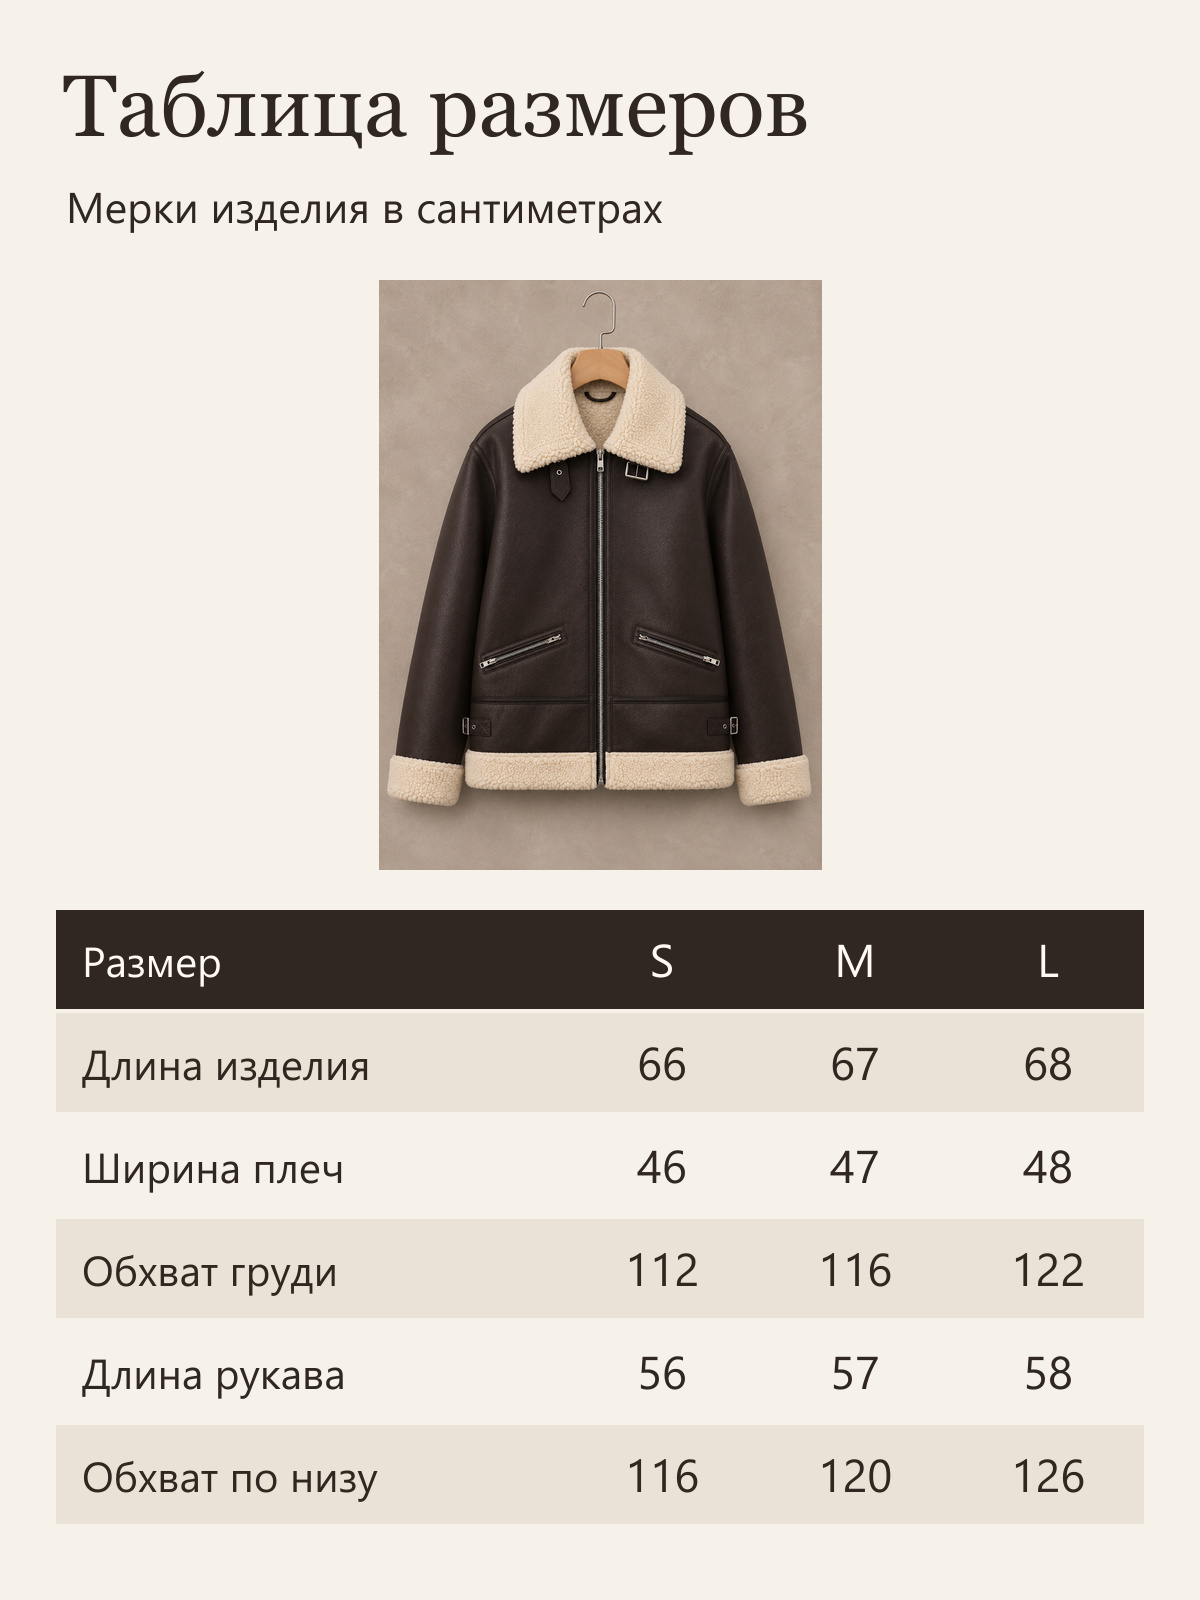 Таблица размеров
Мерки изделия в сантиметрах
Размер S M L
Длина изделия 66 67 68
Ширина плеч 46 47 48
Обхват груди 112 116 122
Длина рукава 56 57 58
Обхват по низу 116 120 126